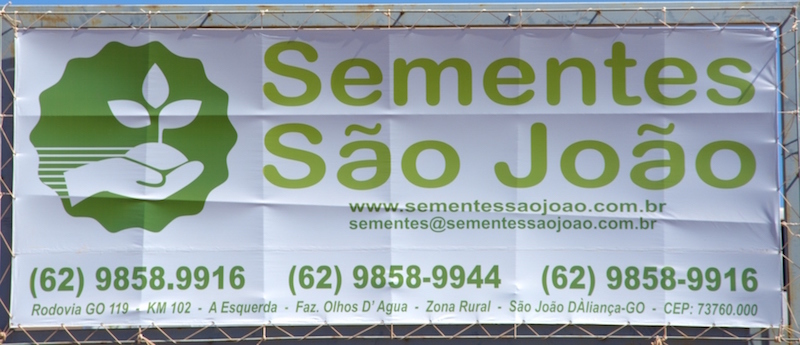 Sementes
São João
www.sementessaojoao.com.br
sementes@sementessaojoao.com.br
(62) 9858.9916 (62) 9858-9944 (62) 9858-9916
Rodovia GO 119 - KM 102 - A Esquerda - Faz. Olhos D' Agua - Zona Rural - São João DÀliança-GO - CEP: 73760.000